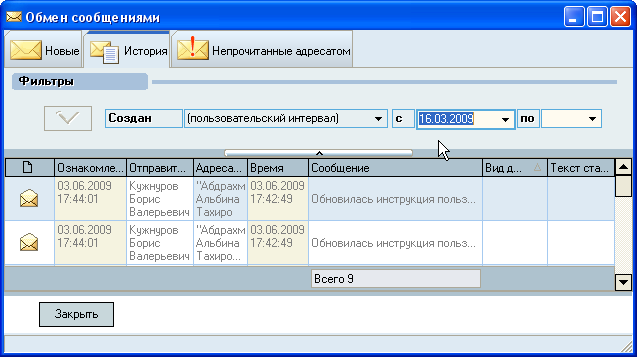 Обмен сообщениями
Новые История Непрочитанные адресатом
Фильтры
Создан (пользовательский интервал) с 16.03.2009 по
Ознакомле... Отправит... Адреса... Время Сообщение Вид д... Текст ста...
03.06.2009 Кужнуров "Абдрахм 03.06.2009
17:44:01 Борис Альбина 17:42:49 Обновилась инструкция польз...
Валерьевич Тахиро
03.06.2009 Кужнуров "Абдрахм 03.06.2009
17:44:01 Борис Альбина 17:42:49 Обновилась инструкция польз...
Валерьевич Тахиро...
Всего 9
Закрыть